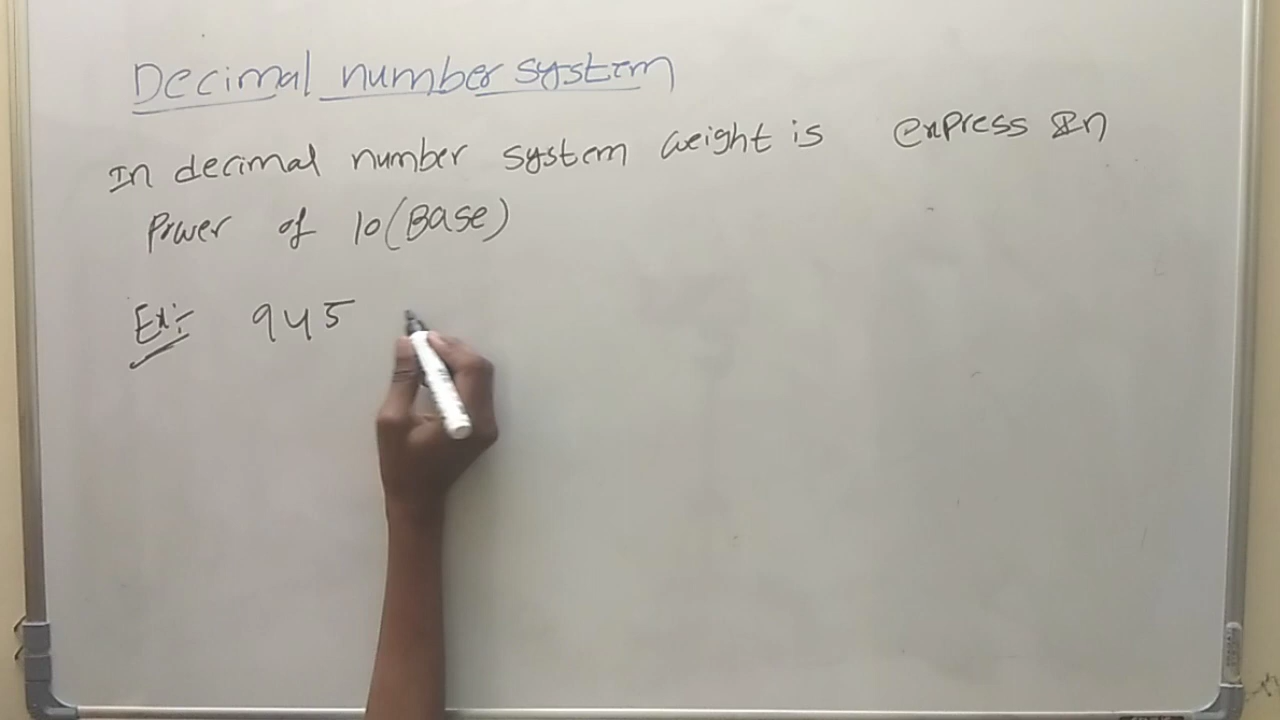 Decimal number system
In decimal number system weight is express In
Power of 10 (Base)
Ex:- 945